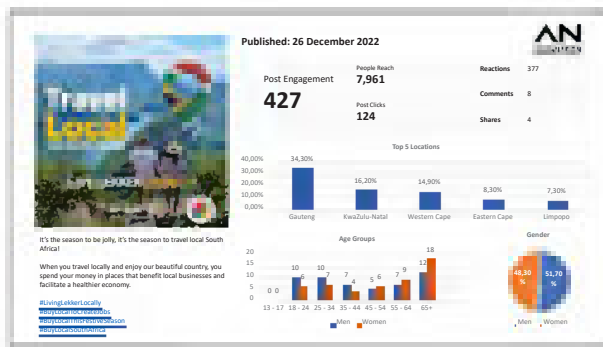 Published: 26 December 2022
AN
Travel
Local
Post Engagement
427
People Reach
7,961
Post Clicks
124
Reactions 377
Comments 8
Shares 4
Top 5 Locations
40,00%
30,00%
20,00%
10,00%
0,00%
34,30%
16,20%
14,90%
8,30%
7,30%
Gauteng
KwaZulu-Natal
Western Cape
Eastern Cape
Limpopo
It's the season to be jolly, it's the season to travel local South
Africa!
When you travel locally and enjoy our beautiful country, you
spend your money in places that benefit local businesses and
facilitate a healthier economy.
#LivingLekkerLocally
#BuyLocalToCreateJobs
#BuyLocalThisFestiveSeason
#BuyLocalSouthAfrica
Age Groups
20
15
10
5
0
0 0
10 6
10 7
7 4
5 6
7 9
12 18
13 - 17
18 - 24
25 - 34
35 - 44
45 - 54
55 - 64
65+
Men
Women
Gender
48,30
%
51,70
%
Men
Women